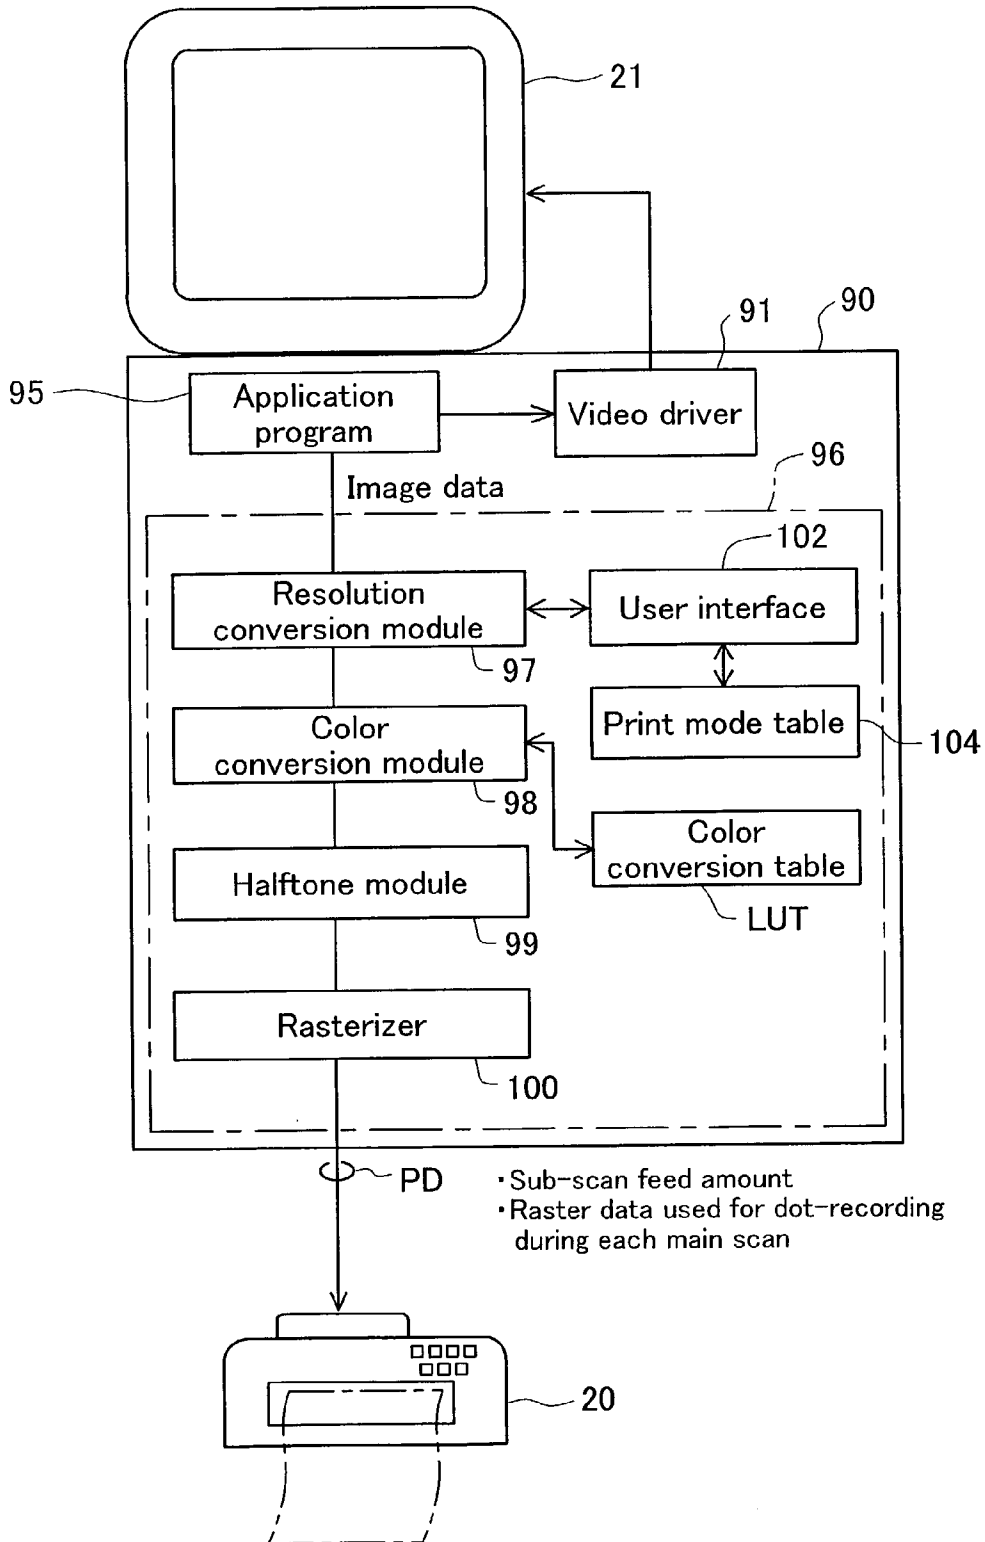 21
90
91
95
Application
program
Video driver
96
Image data
102
Resolution
conversion module
User interface
97
Print mode table
104
Color
conversion module
98
Color
conversion table
LUT
Halftone module
99
Rasterizer
100
PD
・Sub-scan feed amount
・Raster data used for dot-recording
during each main scan
20